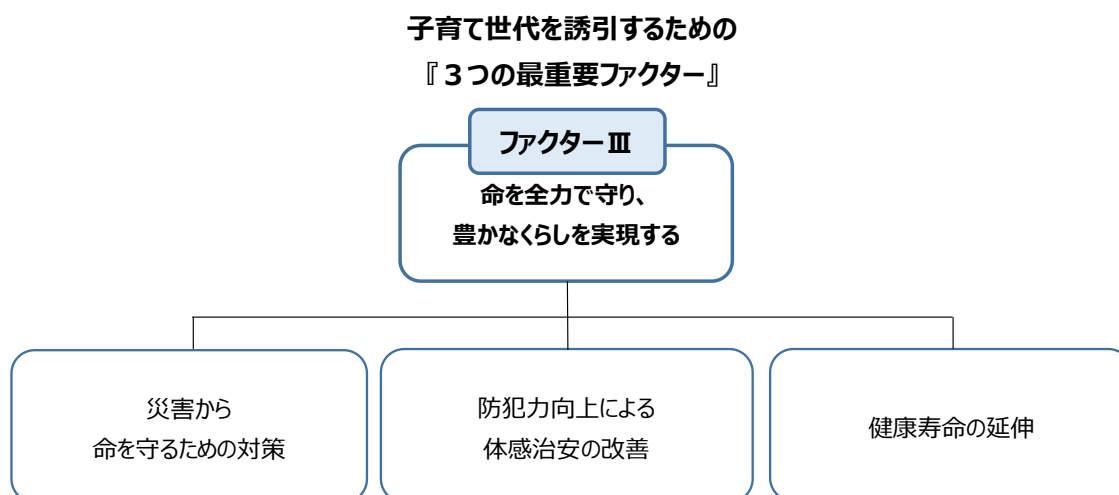 子育て世代を誘引するための
『３つの最重要ファクター』
ファクターⅢ
命を全力で守り、
豊かなくらしを実現する
災害から
命を守るための対策
防犯力向上による
体感治安の改善
健康寿命の延伸